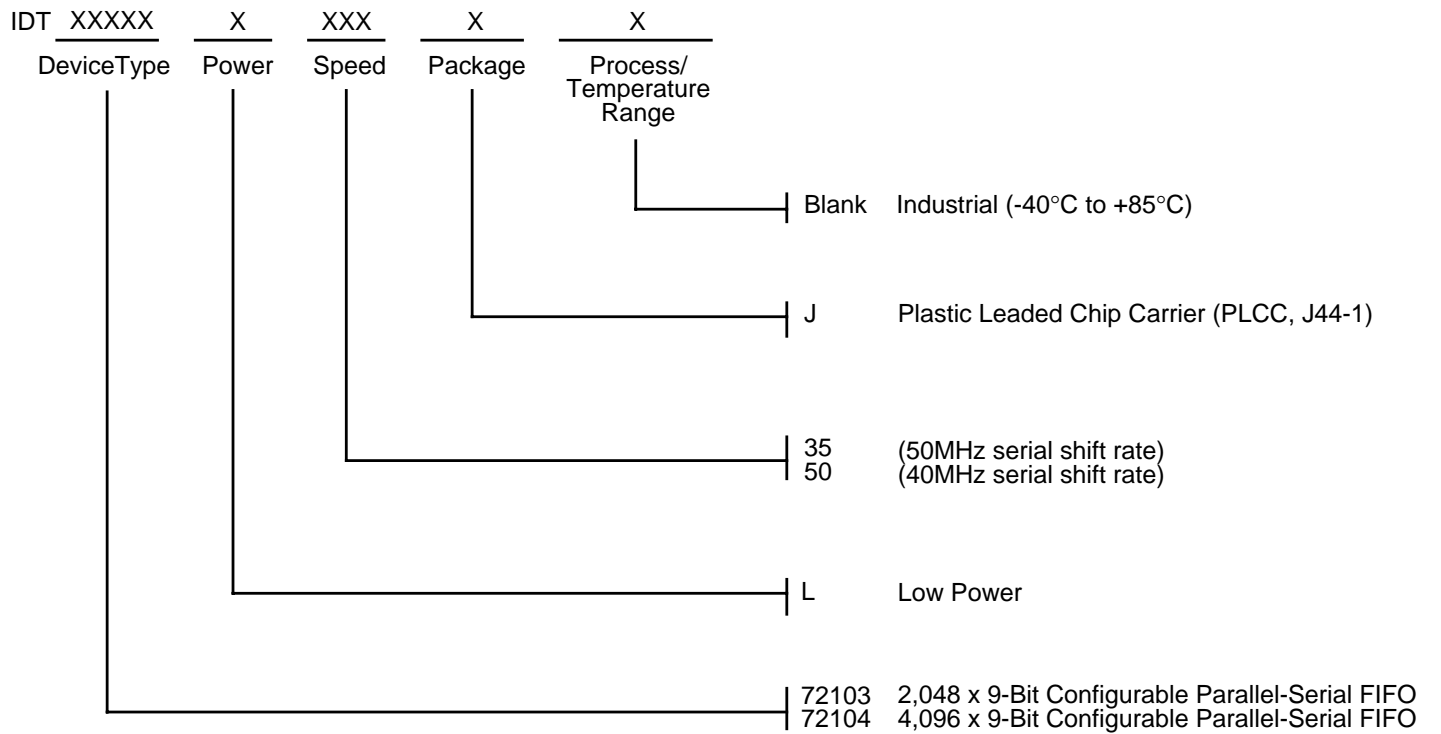 IDT XXXXX X XXX X X
DeviceType Power Speed Package Process/
Temperature
Range
Blank Industrial (-40°C to +85°C)
J Plastic Leaded Chip Carrier (PLCC, J44-1)
35 (50MHz serial shift rate)
50 (40MHz serial shift rate)
L Low Power
72103 2,048 x 9-Bit Configurable Parallel-Serial FIFO
72104 4,096 x 9-Bit Configurable Parallel-Serial FIFO